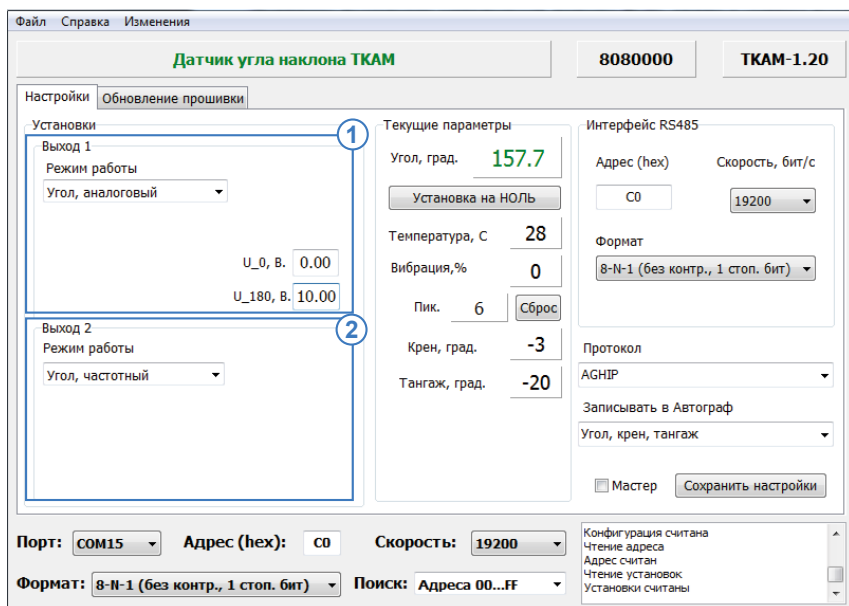 Файл Справка Изменения
Датчик угла наклона ТКАМ 8080000 ТКАМ-1.20
Настройки Обновление прошивки
Установки
1
Выход 1
Режим работы
Угол, аналоговый
U_0, В. 0.00
U_180, В. 10.00
2
Выход 2
Режим работы
Угол, частотный
Текущие параметры
Угол, град. 157.7
Установка на НОЛЬ
Температура, С 28
Вибрация,% 0
Пик. 6 Сброс
Крен, град. -3
Тангаж, град. -20
Интерфейс RS485
Адрес (hex) Скорость, бит/с
C0 19200
Формат
8-N-1 (без контр., 1 стоп. бит)
Протокол
AGHIP
Записывать в Автограф
Угол, крен, тангаж
Мастер Сохранить настройки
Порт: COM15 Адрес (hex): C0 Скорость: 19200
Формат: 8-N-1 (без контр., 1 стоп. бит) Поиск: Адреса 00...FF
Конфигурация считана
Чтение адреса
Адрес считан
Чтение установок
Установки считаны